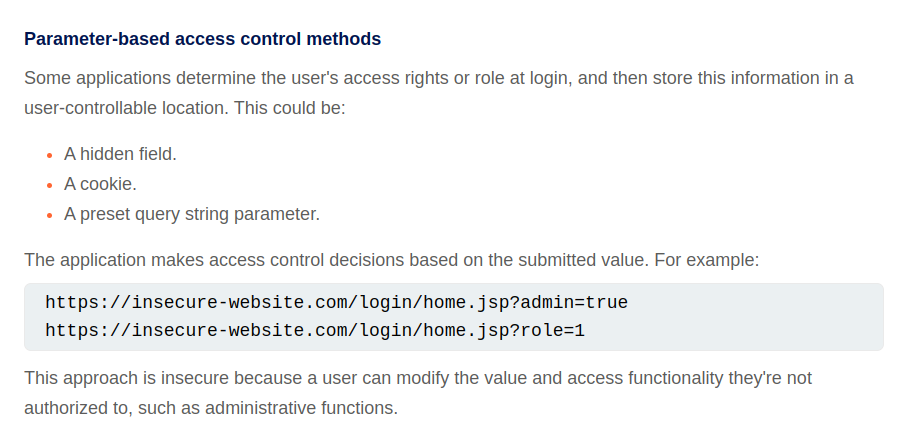 Parameter-based access control methods
Some applications determine the user's access rights or role at login, and then store this information in a
user-controllable location. This could be:
• A hidden field.
• A cookie.
• A preset query string parameter.
The application makes access control decisions based on the submitted value. For example:
https://insecure-website.com/login/home.jsp?admin=true
https://insecure-website.com/login/home.jsp?role=1
This approach is insecure because a user can modify the value and access functionality they're not
authorized to, such as administrative functions.